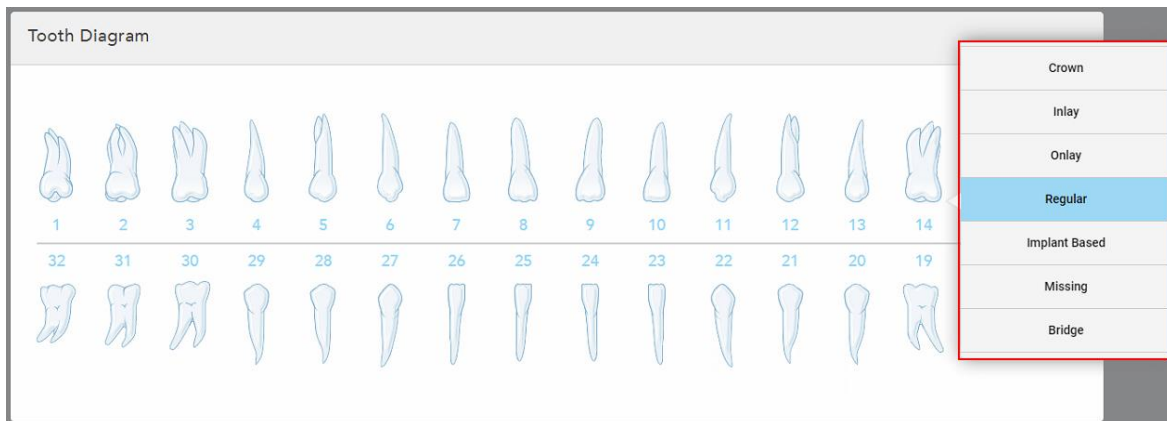 Tooth Diagram
1 2 3 4 5 6 7 8 9 10 11 12 13 14
32 31 30 29 28 27 26 25 24 23 22 21 20 19
Crown
Inlay
Onlay
Regular
Implant Based
Missing
Bridge